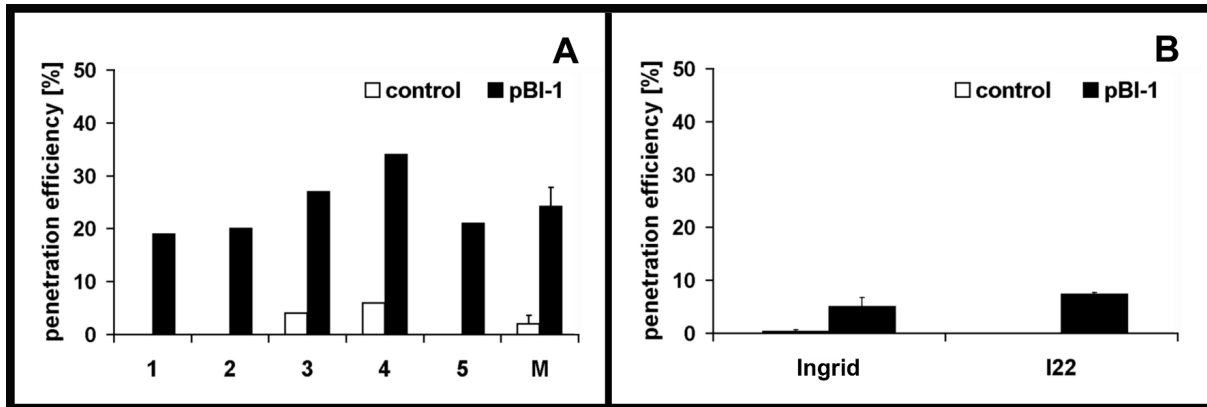 A
penetration efficiency [%]
50
40
30
20
10
0
control pBI-1
1 2 3 4 5 M
B
penetration efficiency [%]
50
40
30
20
10
0
control pBI-1
Ingrid I22